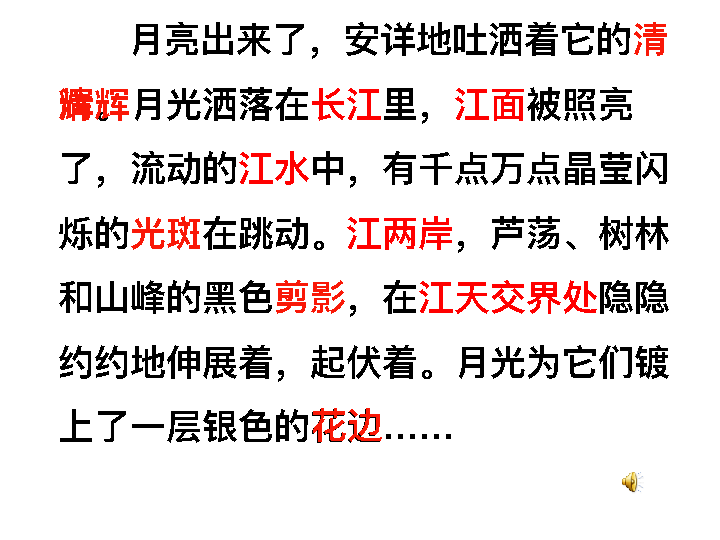 月亮出来了，安详地吐洒着它的清
辉。月光洒落在长江里，江面被照亮
了，流动的江水中，有千点万点晶莹闪
烁的光斑在跳动。江两岸，芦荡、树林
和山峰的黑色剪影，在江天交界处隐隐
约约地伸展着，起伏着。月光为它们镀
上了一层银色的花边……